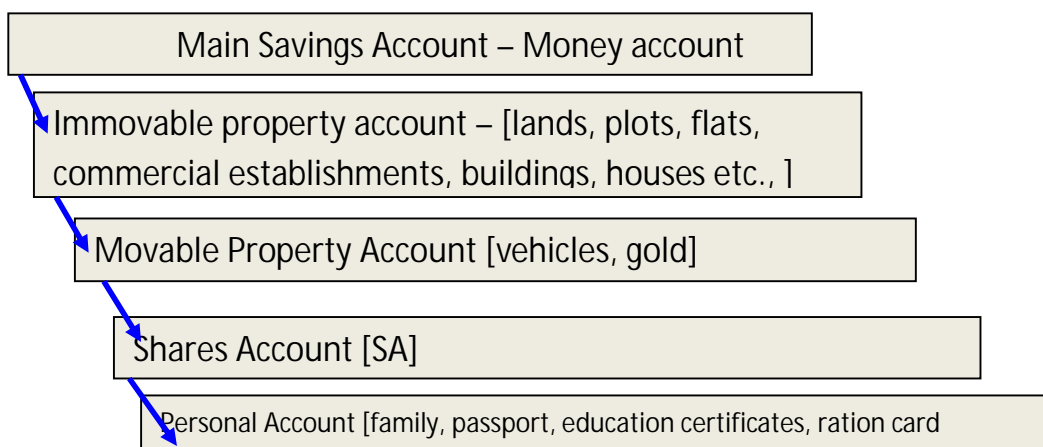 Main Savings Account – Money account
Immovable property account – [lands, plots, flats,
commercial establishments, buildings, houses etc., ]
Movable Property Account [vehicles, gold]
Shares Account [SA]
Personal Account [family, passport, education certificates, ration card